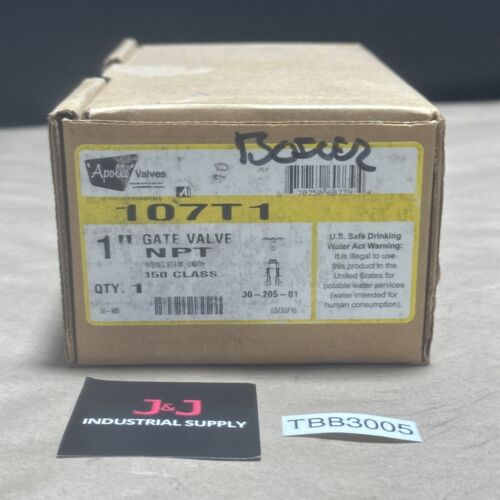 "Apollo" Valves
107T1
1" GATE VALVE
NPT
RISING STEM, UNION
150 CLASS
QTY. 1
30-205-01
03/30/16
U.S. Safe Drinking
Water Act Warning:
It is illegal to use
this product in the
United States for
potable water services
(water intended for
human consumption).
J&J
INDUSTRIAL SUPPLY
TBB3005